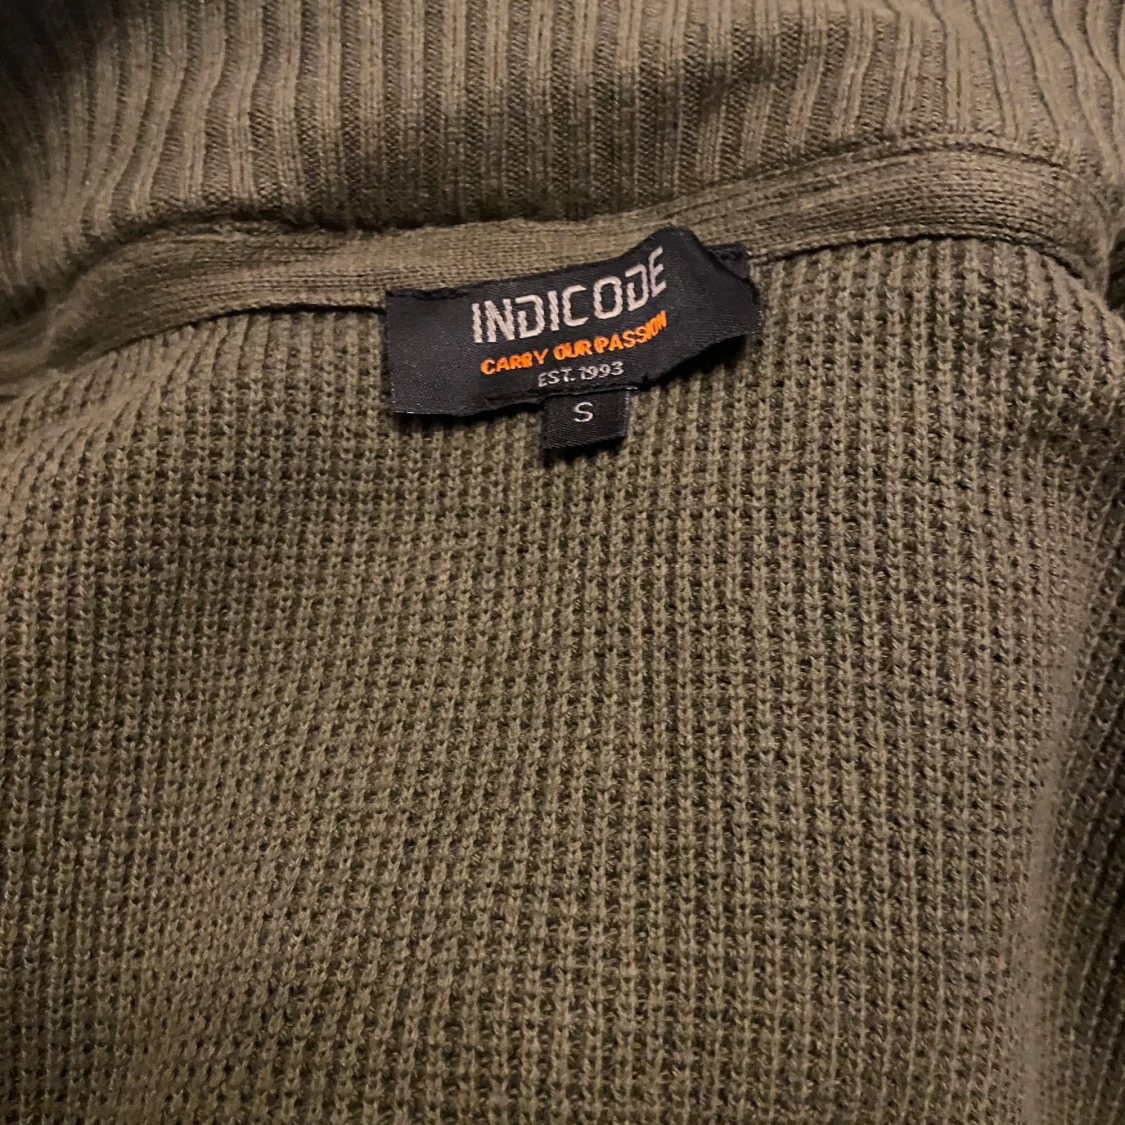 INDICODE
CARRY OUR PASSION
EST. 1993
S